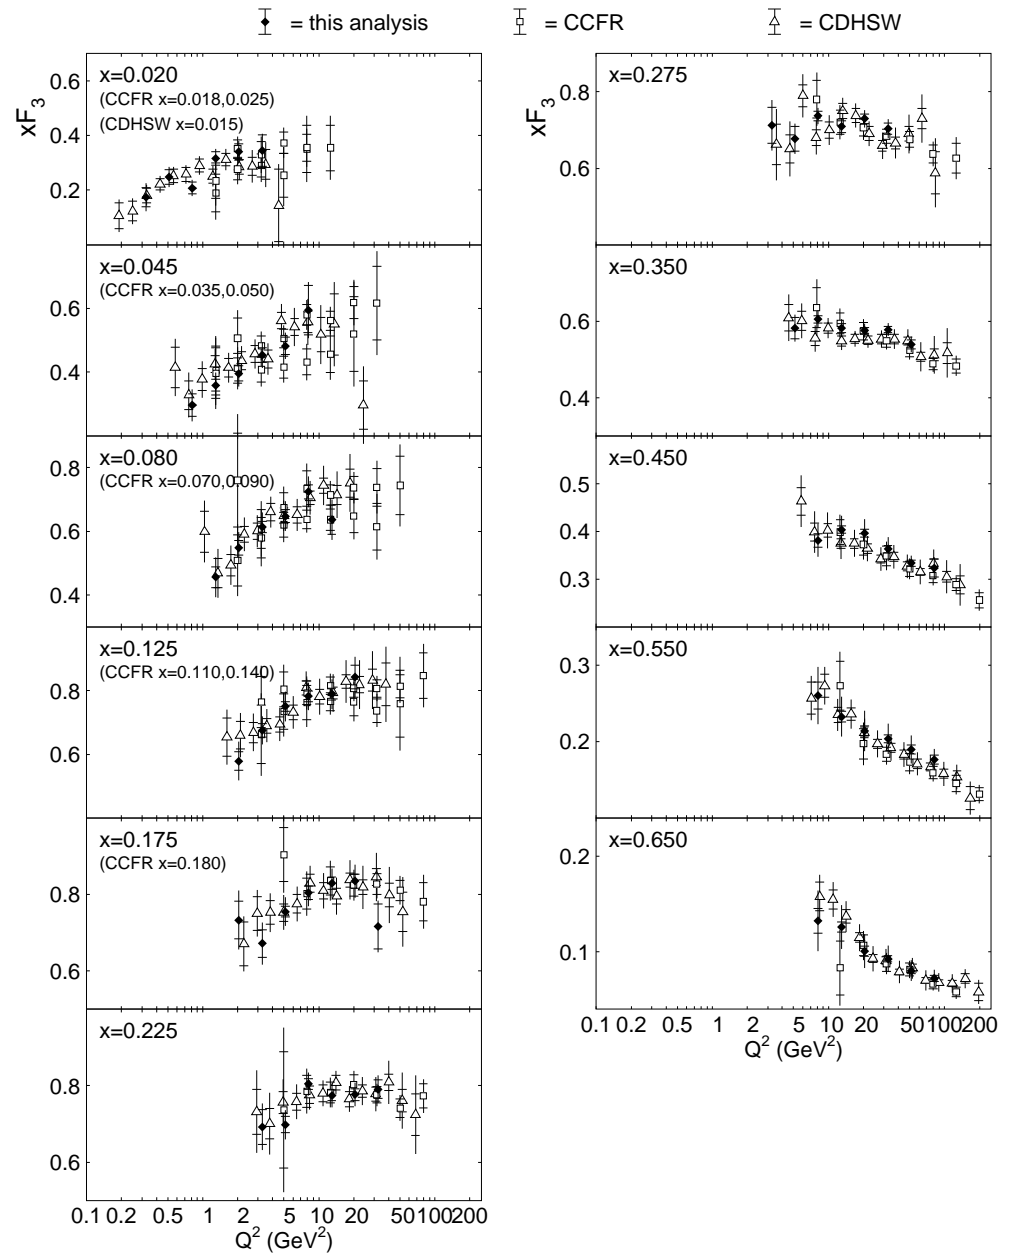 = this analysis
= CCFR
= CDHSW
xF3
x=0.020
(CCFR x=0.018,0.025)
(CDHSW x=0.015)
0.6
0.4
0.2
x=0.045
(CCFR x=0.035,0.050)
0.6
0.4
x=0.080
(CCFR x=0.070,0.090)
0.8
0.6
0.4
x=0.125
(CCFR x=0.110,0.140)
0.8
0.6
x=0.175
(CCFR x=0.180)
0.8
0.6
x=0.225
0.8
0.6
0.1 0.2 0.5 1 2 5 10 20 50 100 200
Q2 (GeV2)
xF3
x=0.275
0.8
0.6
x=0.350
0.6
0.4
x=0.450
0.5
0.4
0.3
x=0.550
0.3
0.2
x=0.650
0.2
0.1
0.1 0.2 0.5 1 2 5 10 20 50 100 200
Q2 (GeV2)